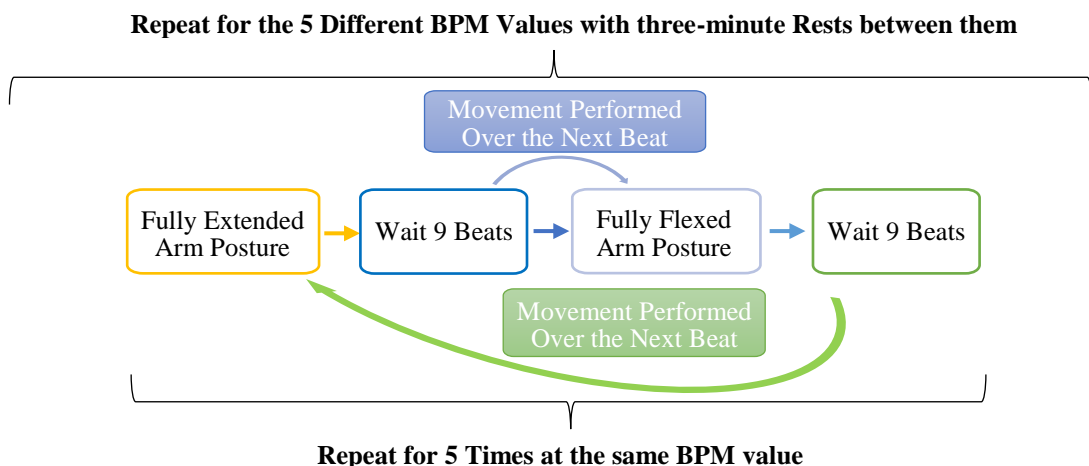 Repeat for the 5 Different BPM Values with three-minute Rests between them
Movement Performed
Over the Next Beat
Fully Extended
Arm Posture
Wait 9 Beats
Fully Flexed
Arm Posture
Wait 9 Beats
Movement Performed
Over the Next Beat
Repeat for 5 Times at the same BPM value